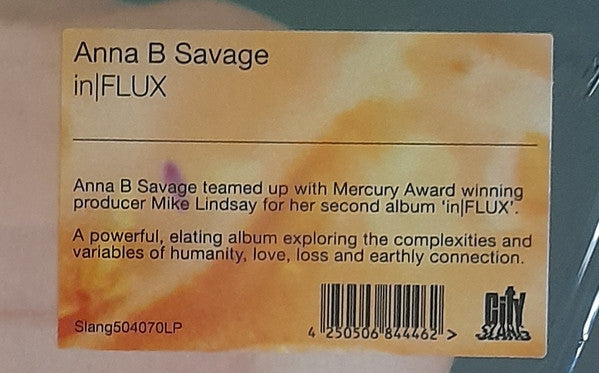 Anna B Savage
in|FLUX
Anna B Savage teamed up with Mercury Award winning
producer Mike Lindsay for her second album 'in|FLUX'.
A powerful, elating album exploring the complexities and
variables of humanity, love, loss and earthly connection.
Slang504070LP
4 250506 844462 >
CiTY
SLANG